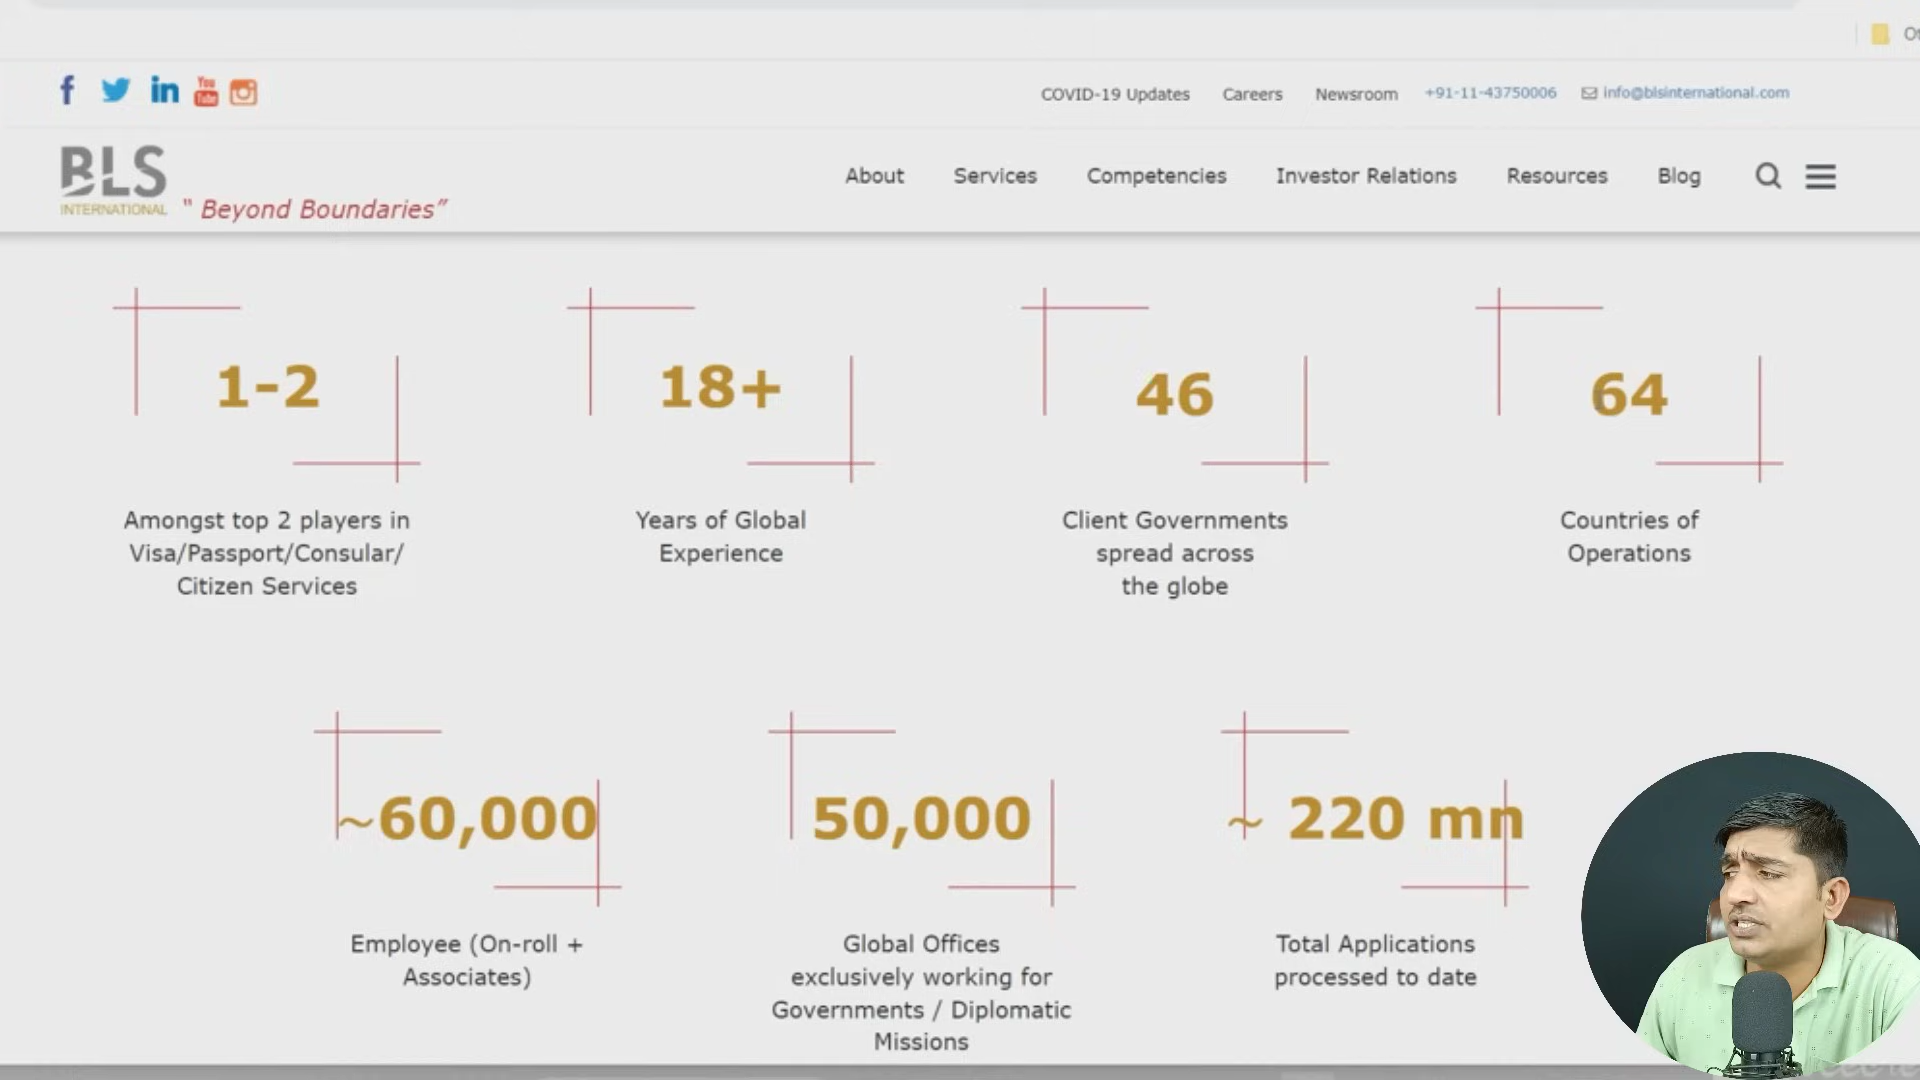 COVID-19 Updates Careers Newsroom +91-11-43750006 info@blsinternational.com
BLS
INTERNATIONAL
“ Beyond Boundaries”
About Services Competencies Investor Relations Resources Blog
1-2
Amongst top 2 players in
Visa/Passport/Consular/
Citizen Services
18+
Years of Global
Experience
46
Client Governments
spread across
the globe
64
Countries of
Operations
~60,000
Employee (On-roll +
Associates)
50,000
Global Offices
exclusively working for
Governments / Diplomatic
Missions
~ 220 mn
Total Applications
processed to date